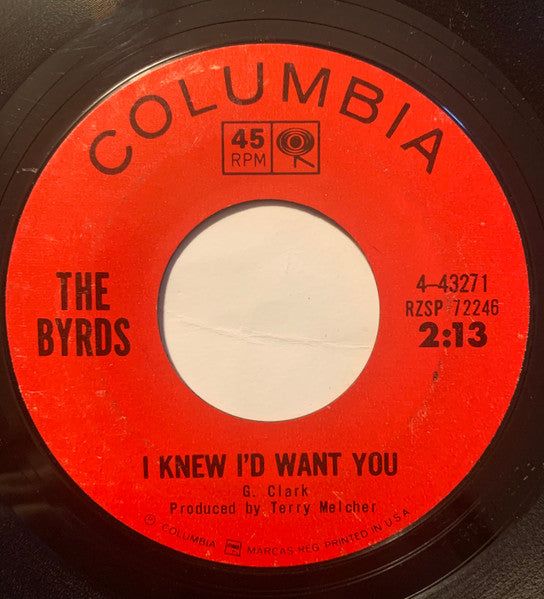 COLUMBIA
45
RPM
THE
BYRDS
4-43271
RZSP 72246
2:13
I KNEW I'D WANT YOU
G. Clark
Produced by Terry Melcher
Ⓟ COLUMBIA MARCAS REG. PRINTED IN U.S.A.